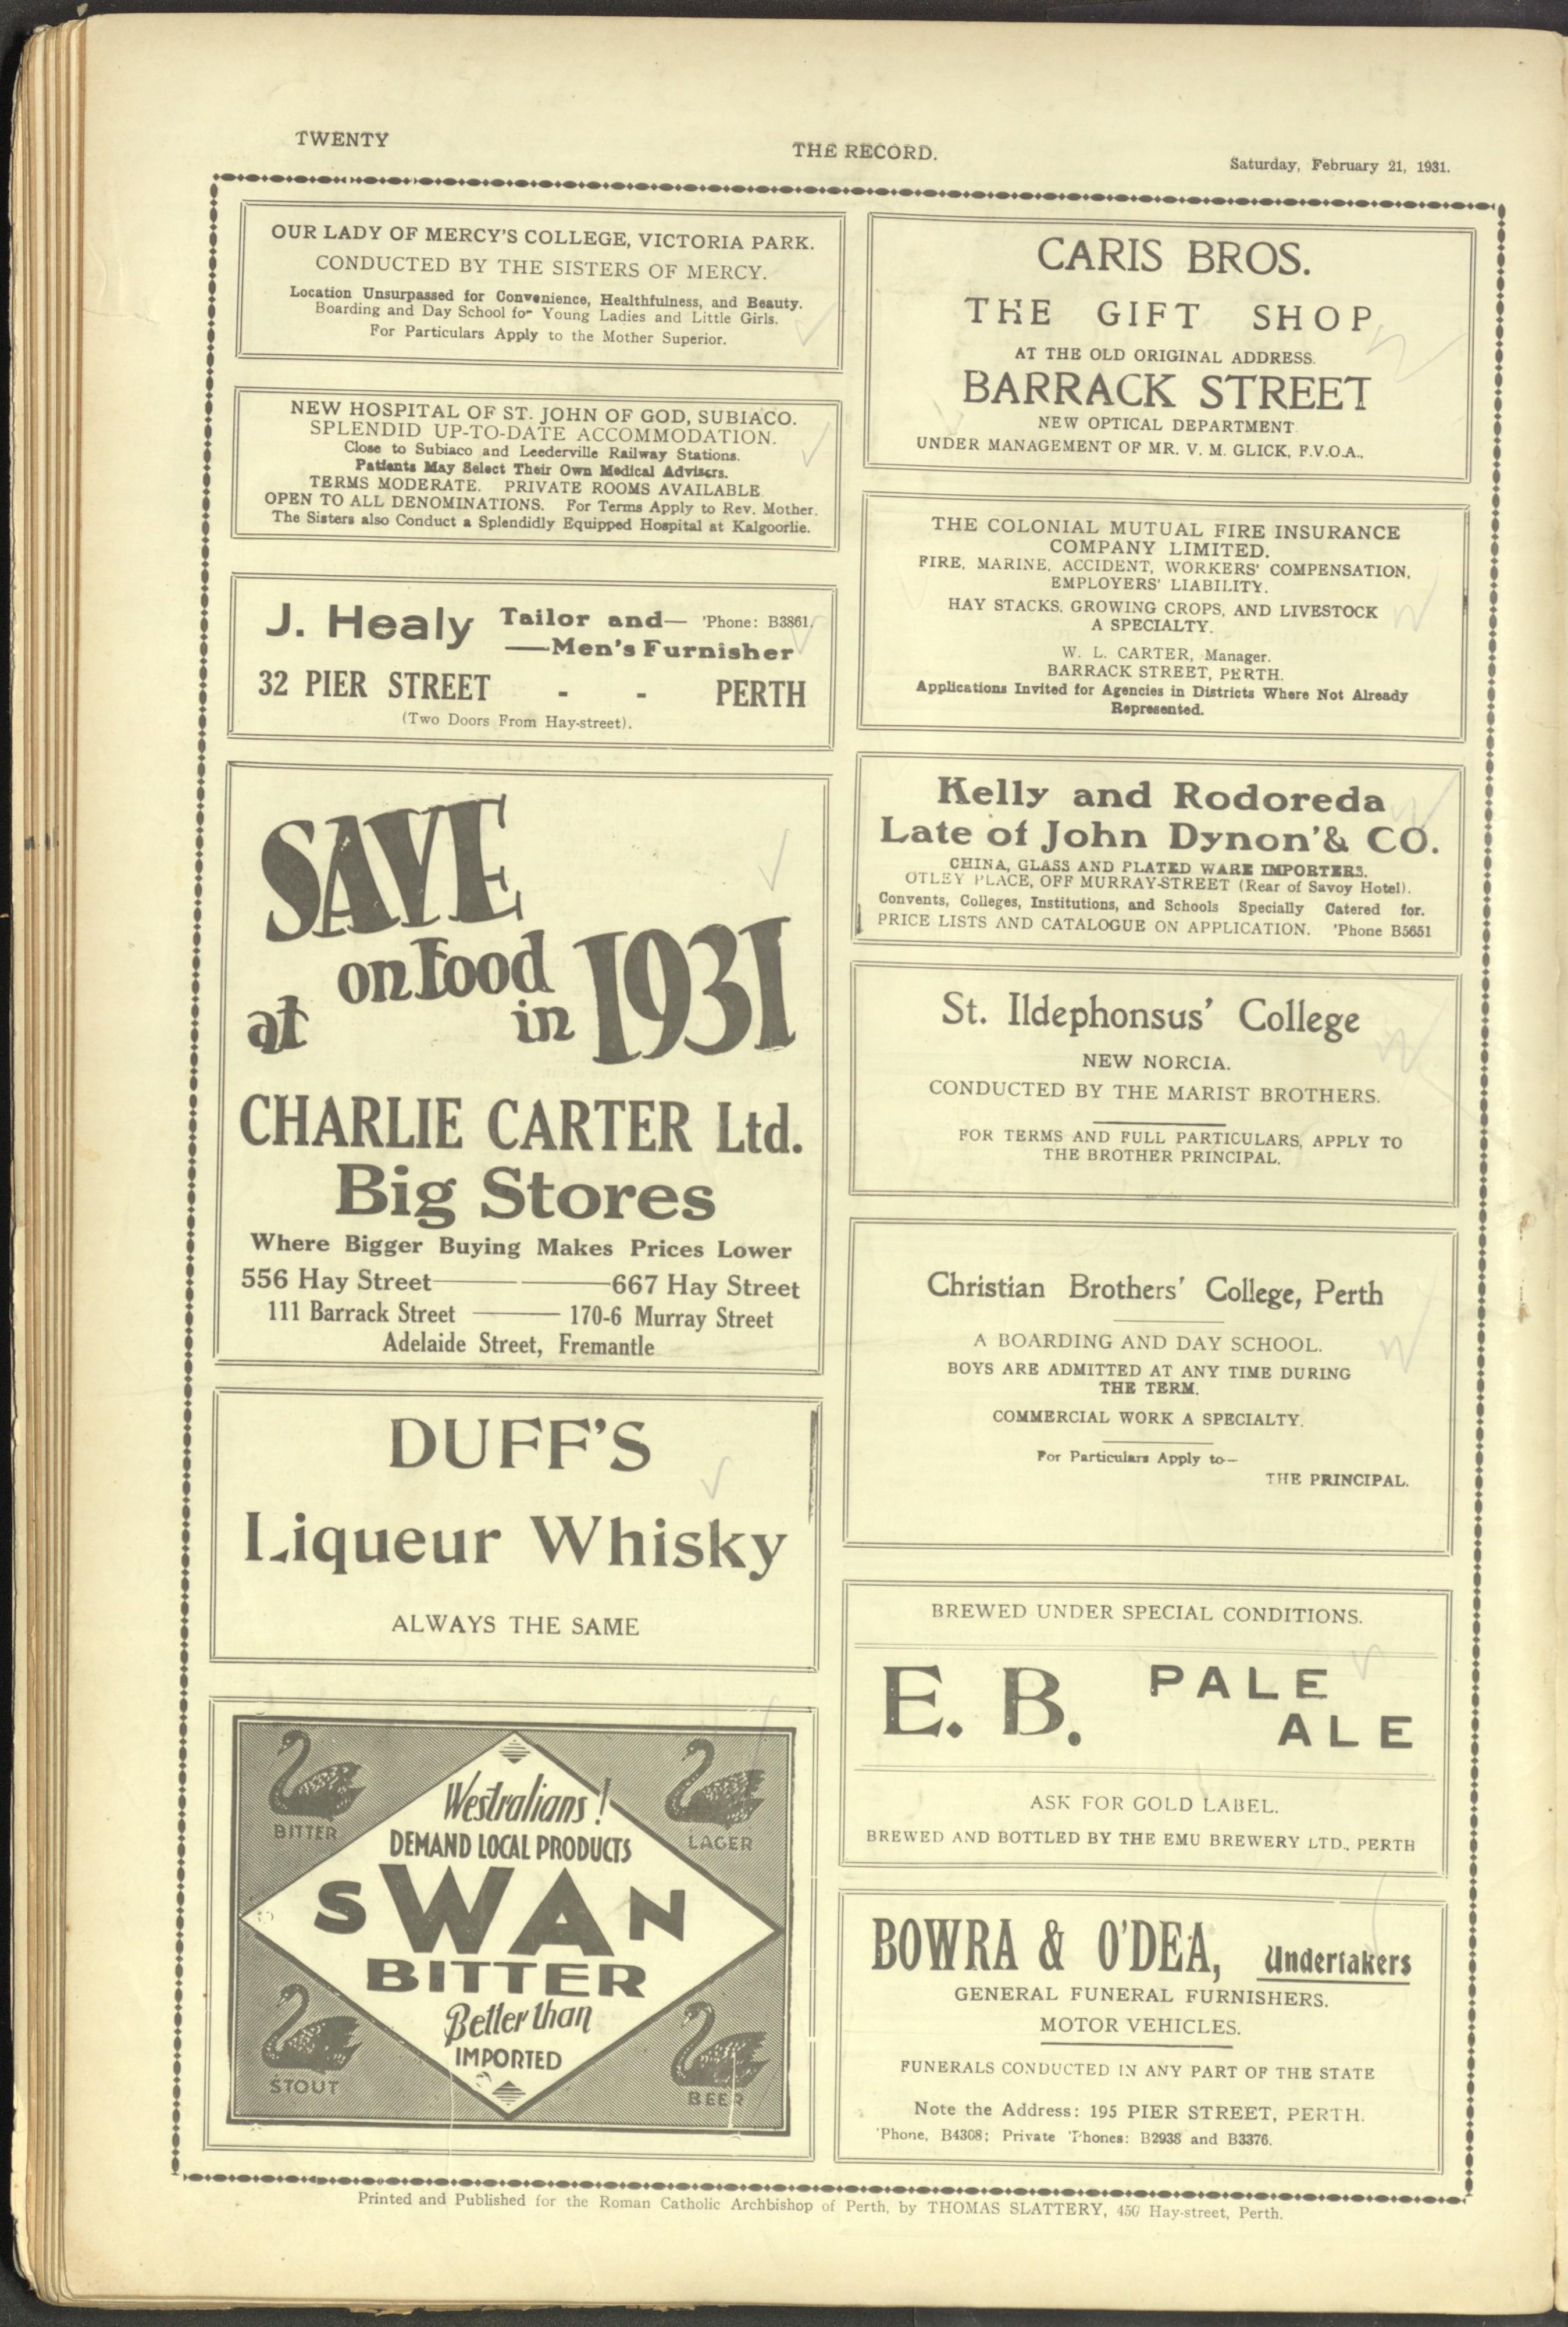 TWENTY
THE RECORD.
Saturday, February 21, 1931.
OUR LADY OF MERCY'S COLLEGE, VICTORIA PARK.
CONDUCTED BY THE SISTERS OF MERCY.
Location Unsurpassed for Convenience, Healthfulness, and Beauty.
Boarding and Day School for Young Ladies and Little Girls.
For Particulars Apply to the Mother Superior.
NEW HOSPITAL OF ST. JOHN OF GOD, SUBIACO.
SPLENDID UP-TO-DATE ACCOMMODATION.
Close to Subiaco and Leederville Railway Stations.
Patients May Select Their Own Medical Advisers.
TERMS MODERATE. PRIVATE ROOMS AVAILABLE
OPEN TO ALL DENOMINATIONS. For Terms Apply to Rev. Mother.
The Sisters also Conduct a Splendidly Equipped Hospital at Kalgoorlie.
J. Healy Tailor and— 'Phone: B3861.
—Men's Furnisher
32 PIER STREET - - PERTH
(Two Doors From Hay-street).
SAVE
on Food
at in 1931
CHARLIE CARTER Ltd.
Big Stores
Where Bigger Buying Makes Prices Lower
556 Hay Street—— ——667 Hay Street
111 Barrack Street —— 170-6 Murray Street
Adelaide Street, Fremantle
DUFF'S
Liqueur Whisky
ALWAYS THE SAME
BITTER
LAGER
Westralians!
DEMAND LOCAL PRODUCTS
SWAN
BITTER
Better than
IMPORTED
STOUT
BEER
CARIS BROS.
THE GIFT SHOP
AT THE OLD ORIGINAL ADDRESS.
BARRACK STREET
NEW OPTICAL DEPARTMENT
UNDER MANAGEMENT OF MR. V. M. GLICK, F.V.O.A.,
THE COLONIAL MUTUAL FIRE INSURANCE
COMPANY LIMITED.
FIRE, MARINE, ACCIDENT, WORKERS' COMPENSATION,
EMPLOYERS' LIABILITY.
HAY STACKS, GROWING CROPS, AND LIVESTOCK
A SPECIALTY.
W. L. CARTER, Manager.
BARRACK STREET, PERTH.
Applications Invited for Agencies in Districts Where Not Already
Represented.
Kelly and Rodoreda
Late of John Dynon'& CO.
CHINA, GLASS AND PLATED WARE IMPORTERS.
OTLEY PLACE, OFF MURRAY-STREET (Rear of Savoy Hotel).
Convents, Colleges, Institutions, and Schools Specially Catered for.
PRICE LISTS AND CATALOGUE ON APPLICATION. 'Phone B5651
St. Ildephonsus' College
NEW NORCIA.
CONDUCTED BY THE MARIST BROTHERS.
FOR TERMS AND FULL PARTICULARS, APPLY TO
THE BROTHER PRINCIPAL.
Christian Brothers' College, Perth
A BOARDING AND DAY SCHOOL.
BOYS ARE ADMITTED AT ANY TIME DURING
THE TERM.
COMMERCIAL WORK A SPECIALTY.
For Particulars Apply to—
THE PRINCIPAL.
BREWED UNDER SPECIAL CONDITIONS.
E. B. PALE
ALE
ASK FOR GOLD LABEL.
BREWED AND BOTTLED BY THE EMU BREWERY LTD., PERTH
BOWRA & O'DEA, Undertakers
GENERAL FUNERAL FURNISHERS.
MOTOR VEHICLES.
FUNERALS CONDUCTED IN ANY PART OF THE STATE
Note the Address: 195 PIER STREET, PERTH.
'Phone, B4308; Private 'Phones: B2938 and B3376.
Printed and Published for the Roman Catholic Archbishop of Perth, by THOMAS SLATTERY, 450 Hay-street, Perth.